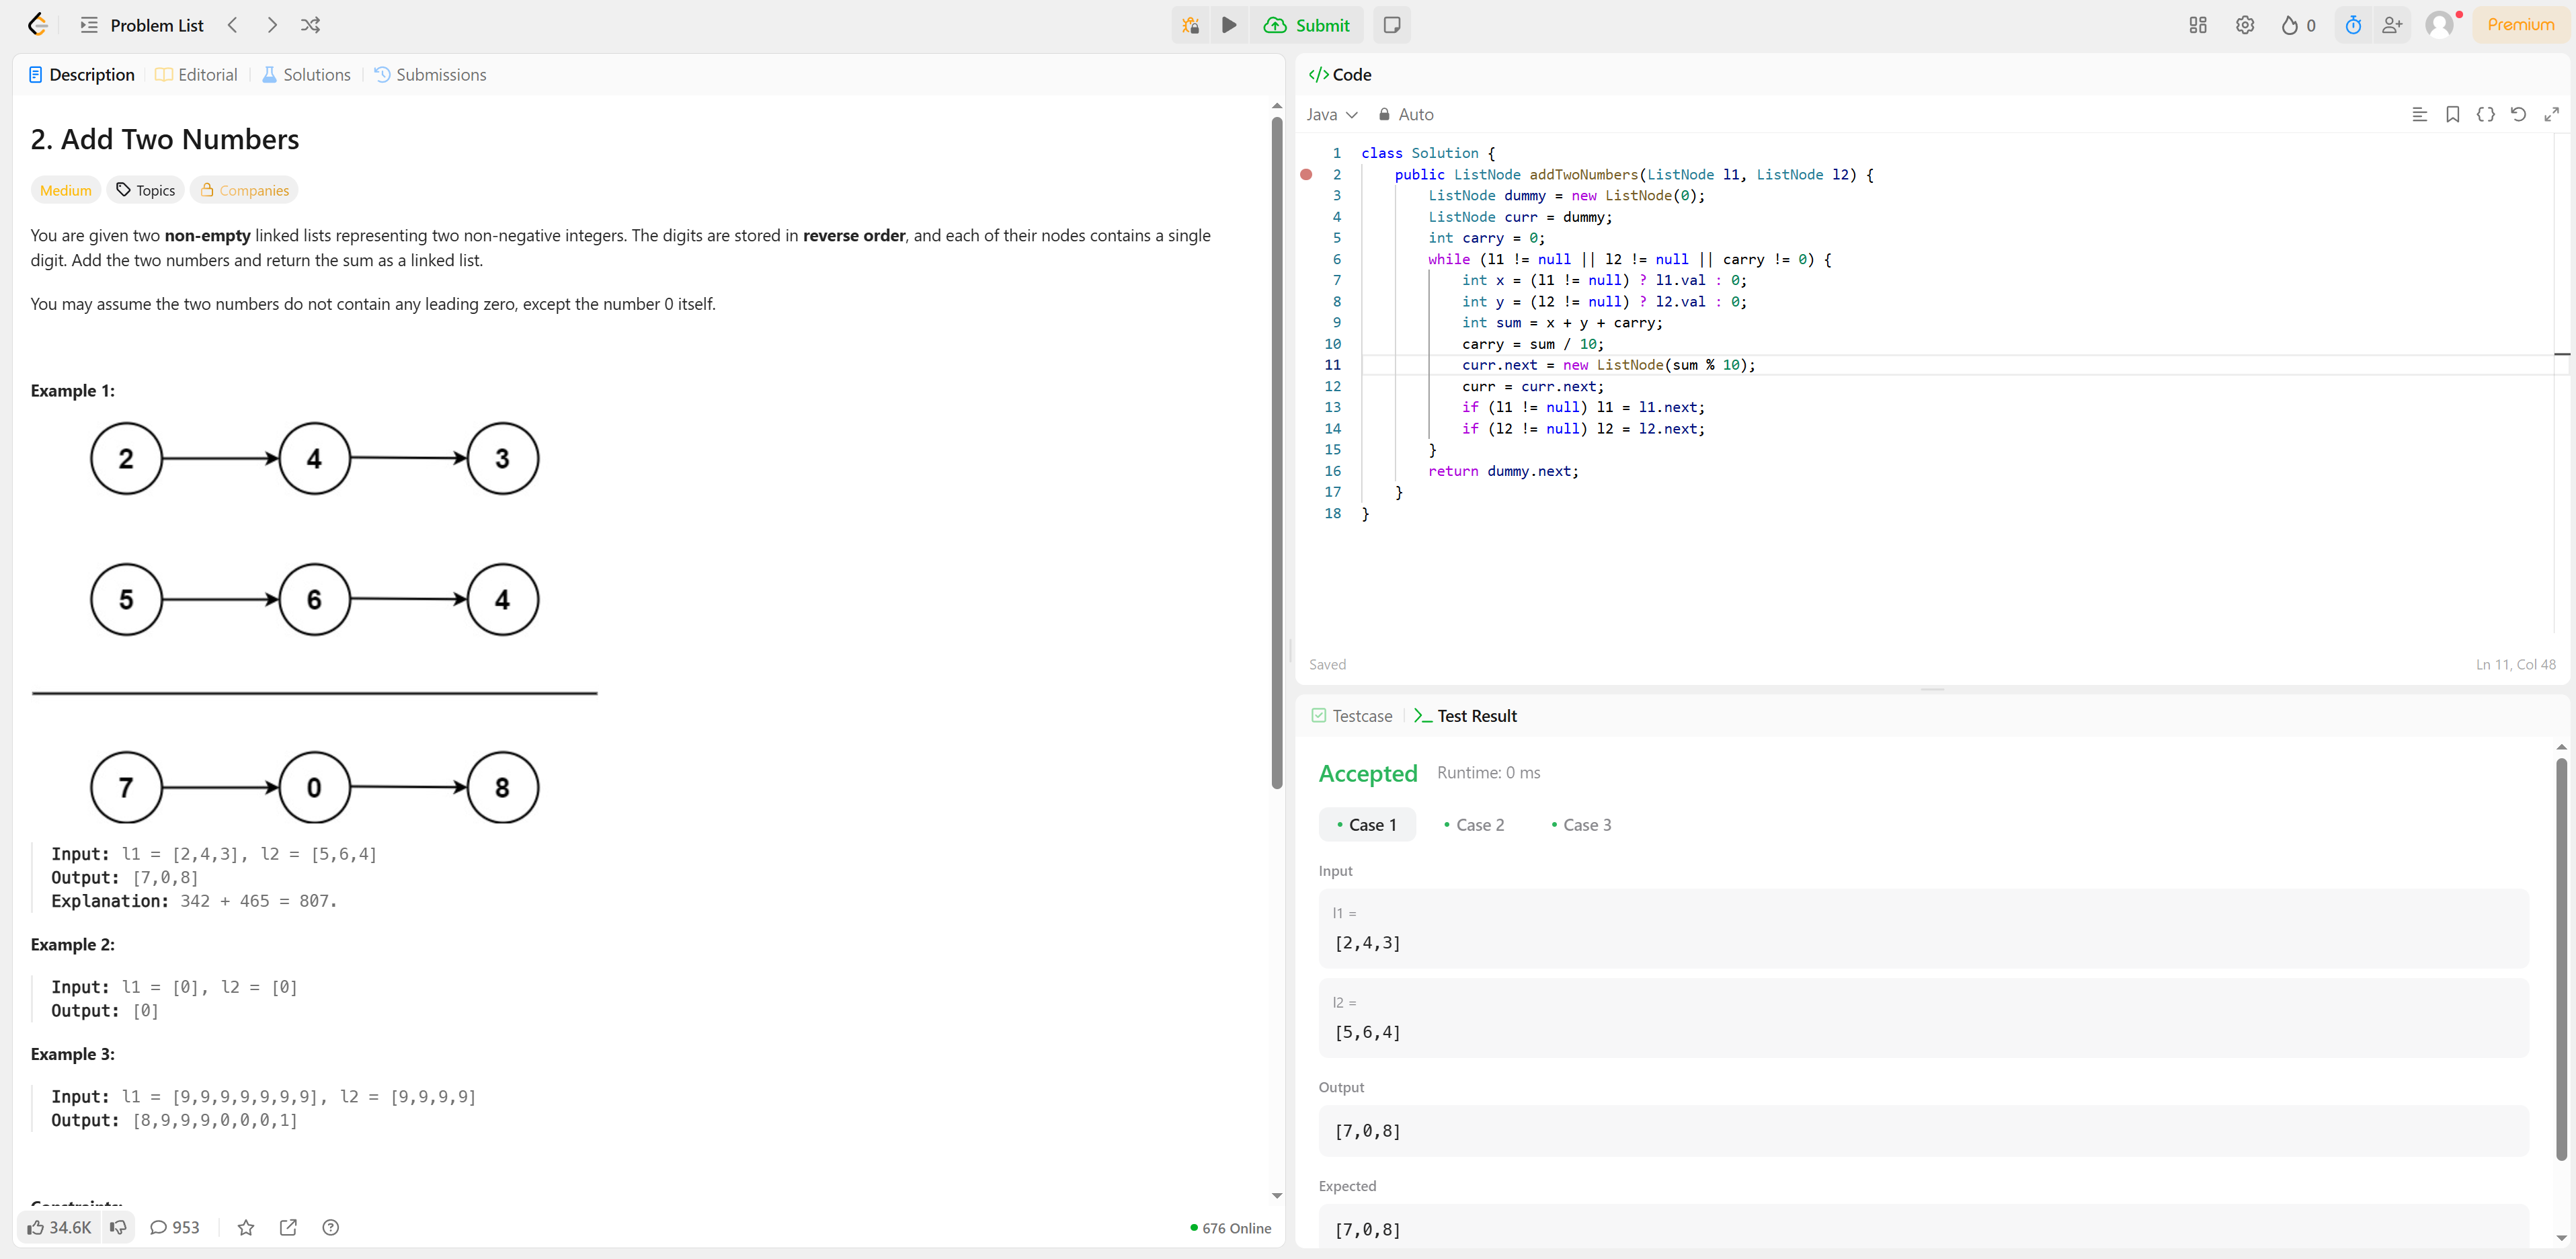 Problem List
Submit
0
Premium
Description
Editorial
Solutions
Submissions
2. Add Two Numbers
Medium
Topics
Companies
You are given two non-empty linked lists representing two non-negative integers. The digits are stored in reverse order, and each of their nodes contains a single
digit. Add the two numbers and return the sum as a linked list.
You may assume the two numbers do not contain any leading zero, except the number 0 itself.
Example 1:
2 4 3
5 6 4
7 0 8
Input: l1 = [2,4,3], l2 = [5,6,4]
Output: [7,0,8]
Explanation: 342 + 465 = 807.
Example 2:
Input: l1 = [0], l2 = [0]
Output: [0]
Example 3:
Input: l1 = [9,9,9,9,9,9,9], l2 = [9,9,9,9]
Output: [8,9,9,9,0,0,0,1]
Constraints:
34.6K
953
676 Online
</> Code
Java
Auto
1 class Solution {
2 public ListNode addTwoNumbers(ListNode l1, ListNode l2) {
3 ListNode dummy = new ListNode(0);
4 ListNode curr = dummy;
5 int carry = 0;
6 while (l1 != null || l2 != null || carry != 0) {
7 int x = (l1 != null) ? l1.val : 0;
8 int y = (l2 != null) ? l2.val : 0;
9 int sum = x + y + carry;
10 carry = sum / 10;
11 curr.next = new ListNode(sum % 10);
12 curr = curr.next;
13 if (l1 != null) l1 = l1.next;
14 if (l2 != null) l2 = l2.next;
15 }
16 return dummy.next;
17 }
18 }
Saved
Ln 11, Col 48
Testcase
Test Result
Accepted
Runtime: 0 ms
Case 1
Case 2
Case 3
Input
l1 =
[2,4,3]
l2 =
[5,6,4]
Output
[7,0,8]
Expected
[7,0,8]